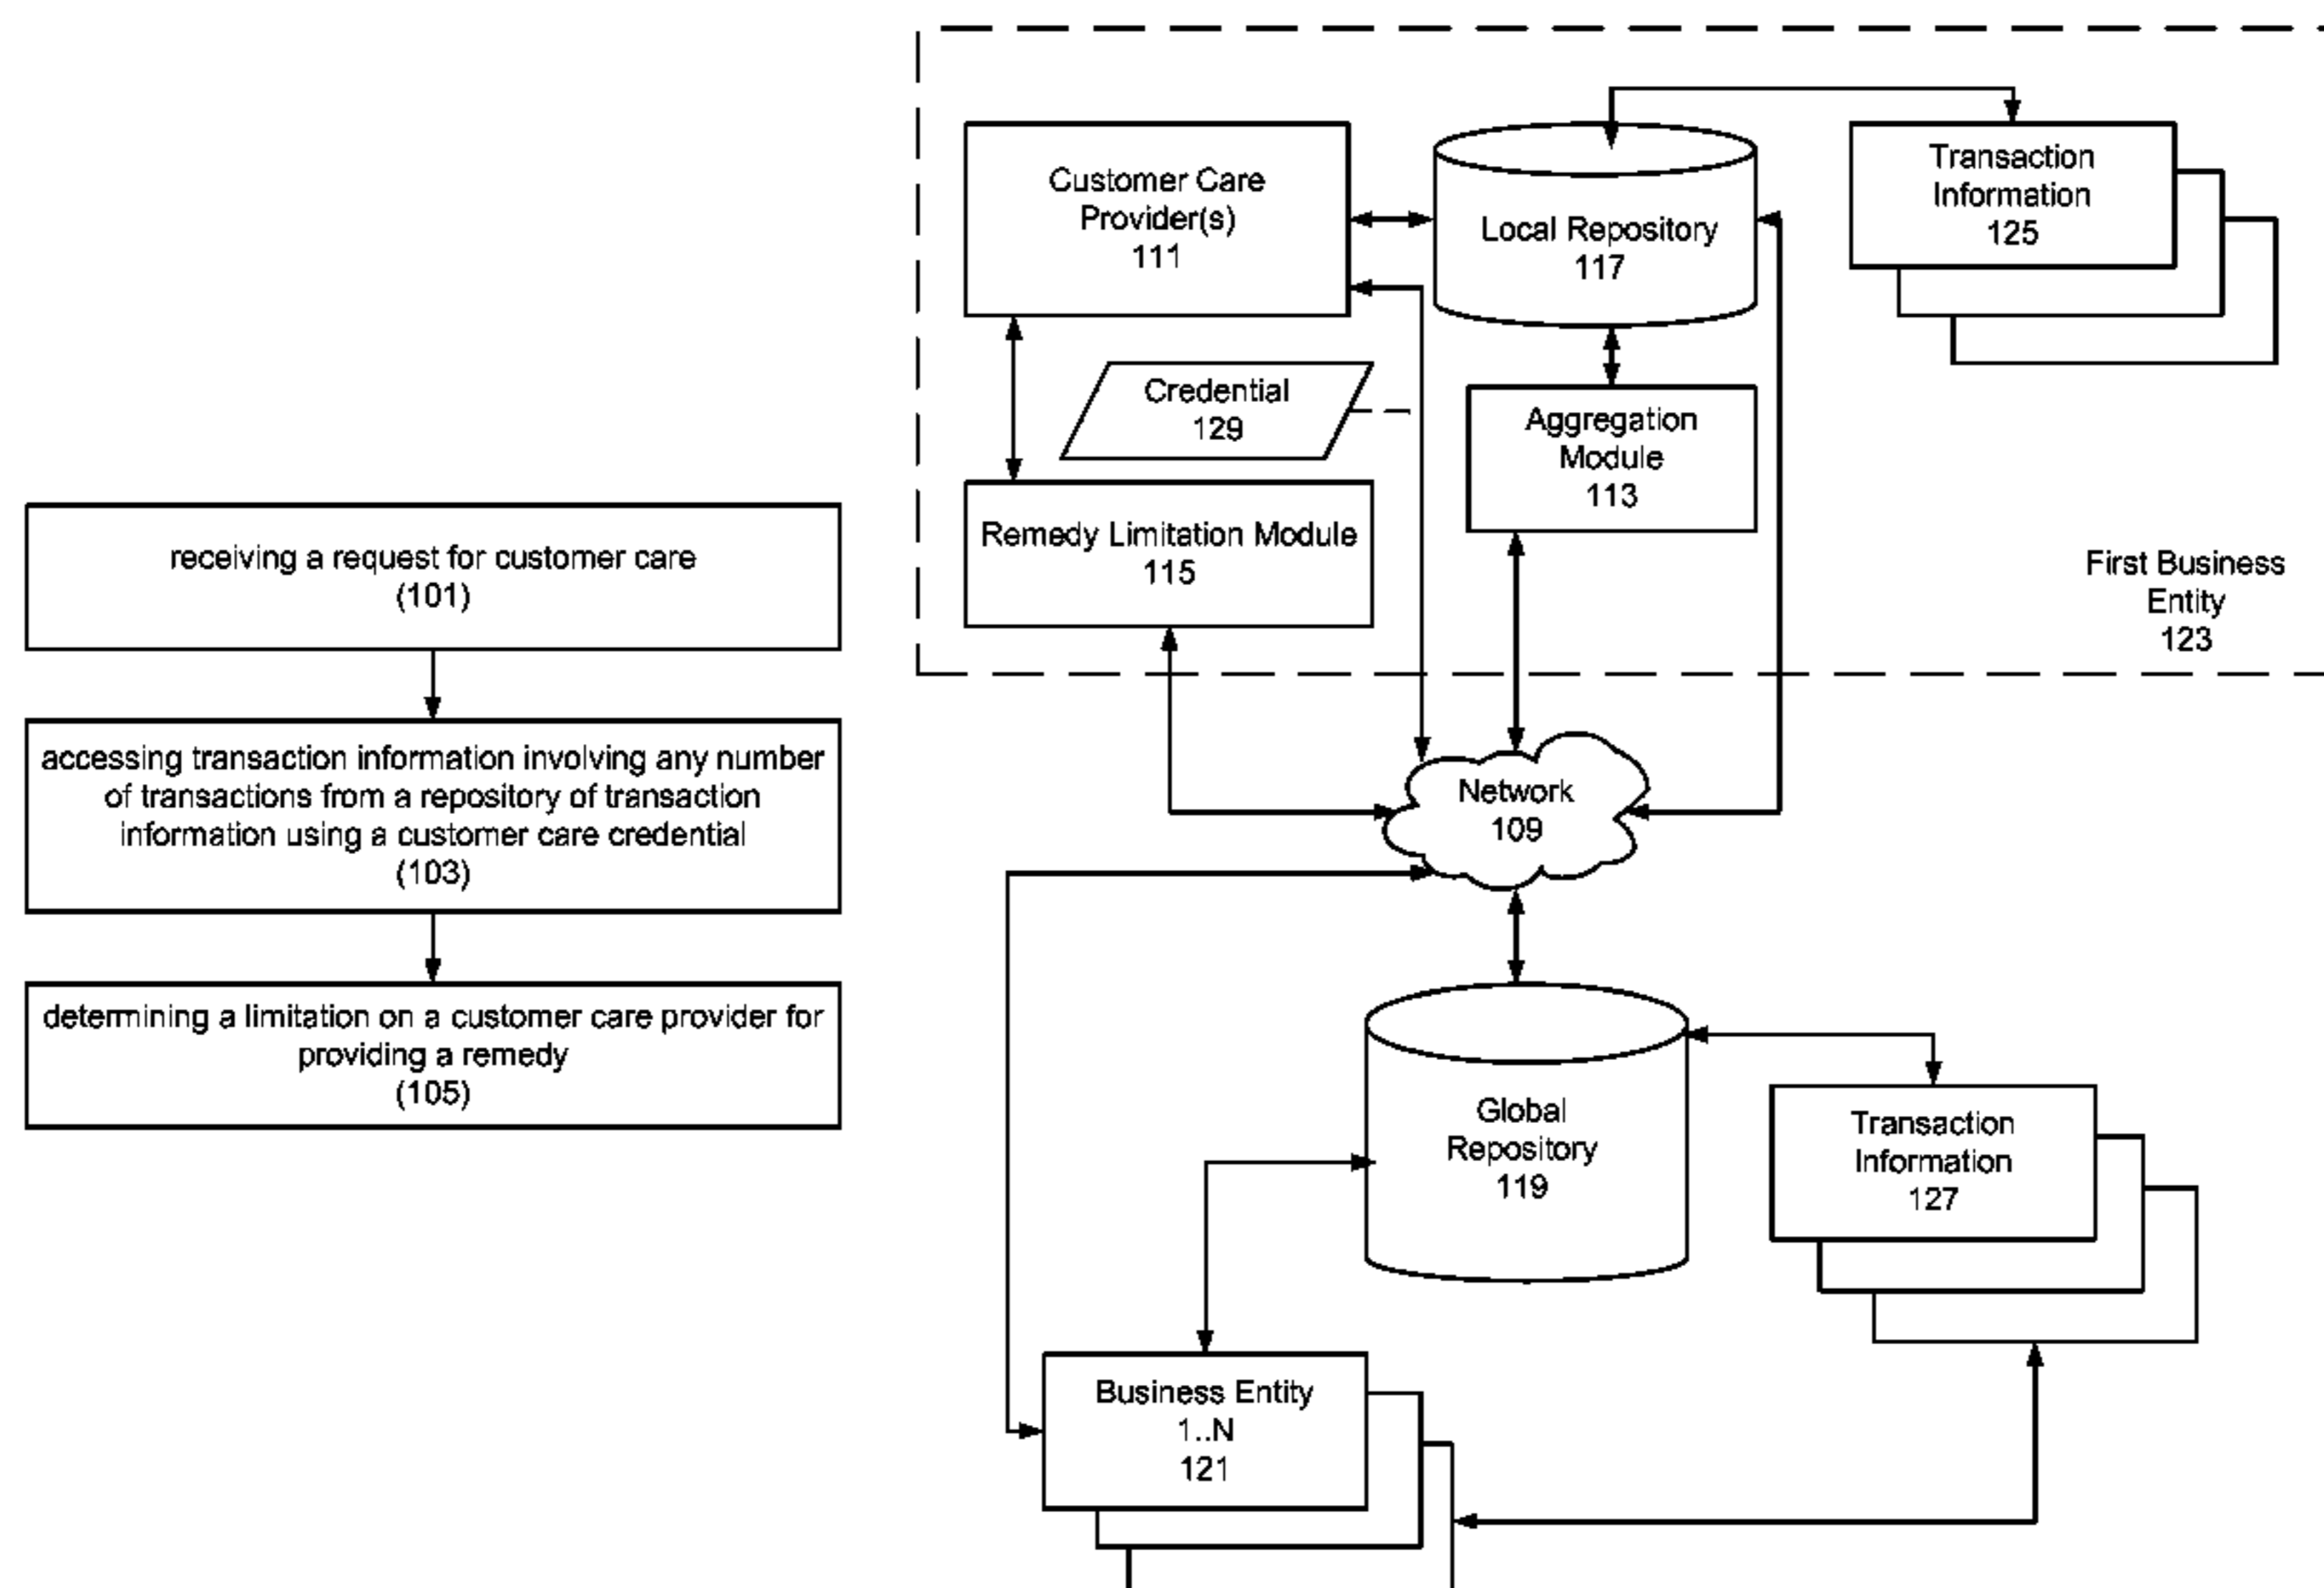 receiving a request for customer care
(101)
accessing transaction information involving any number
of transactions from a repository of transaction
information using a customer care credential
(103)
determining a limitation on a customer care provider for
providing a remedy
(105)
Customer Care
Provider(s)
111
Local Repository
117
Transaction
Information
125
Credential
129
Aggregation
Module
113
Remedy Limitation Module
115
First Business
Entity
123
Network
109
Global
Repository
119
Transaction
Information
127
Business Entity
1..N
121